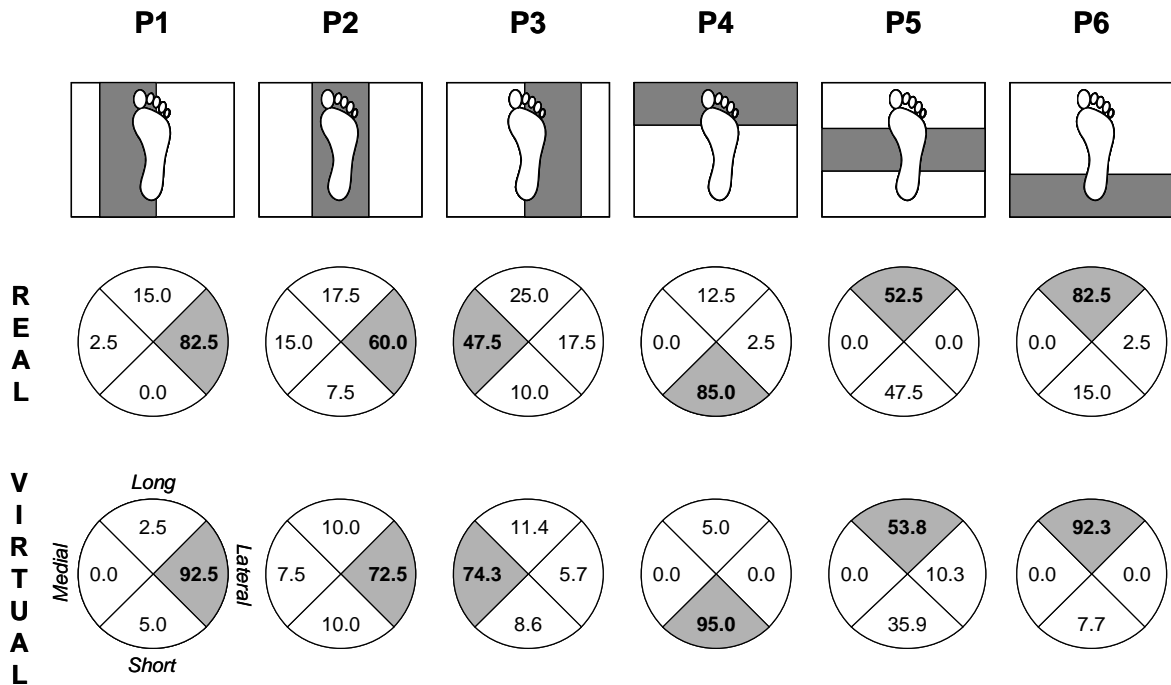 P1 P2 P3 P4 P5 P6
REAL
15.0 17.5 25.0 12.5 52.5 82.5
2.5 82.5 15.0 60.0 47.5 17.5 0.0 2.5 0.0 0.0 0.0 2.5
0.0 7.5 10.0 85.0 47.5 15.0
VIRTUAL
Long
2.5 10.0 11.4 5.0 53.8 92.3
Medial 0.0 92.5 Lateral 7.5 72.5 74.3 5.7 0.0 0.0 0.0 10.3 0.0 0.0
5.0 10.0 8.6 95.0 35.9 7.7
Short